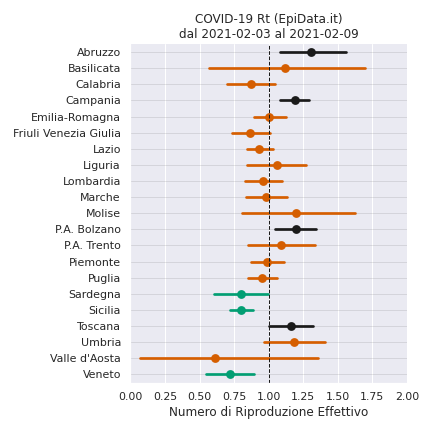 COVID-19 Rt (EpiData.it)
dal 2021-02-03 al 2021-02-09
Abruzzo
Basilicata
Calabria
Campania
Emilia-Romagna
Friuli Venezia Giulia
Lazio
Liguria
Lombardia
Marche
Molise
P.A. Bolzano
P.A. Trento
Piemonte
Puglia
Sardegna
Sicilia
Toscana
Umbria
Valle d'Aosta
Veneto
0.00 0.25 0.50 0.75 1.00 1.25 1.50 1.75 2.00
Numero di Riproduzione Effettivo